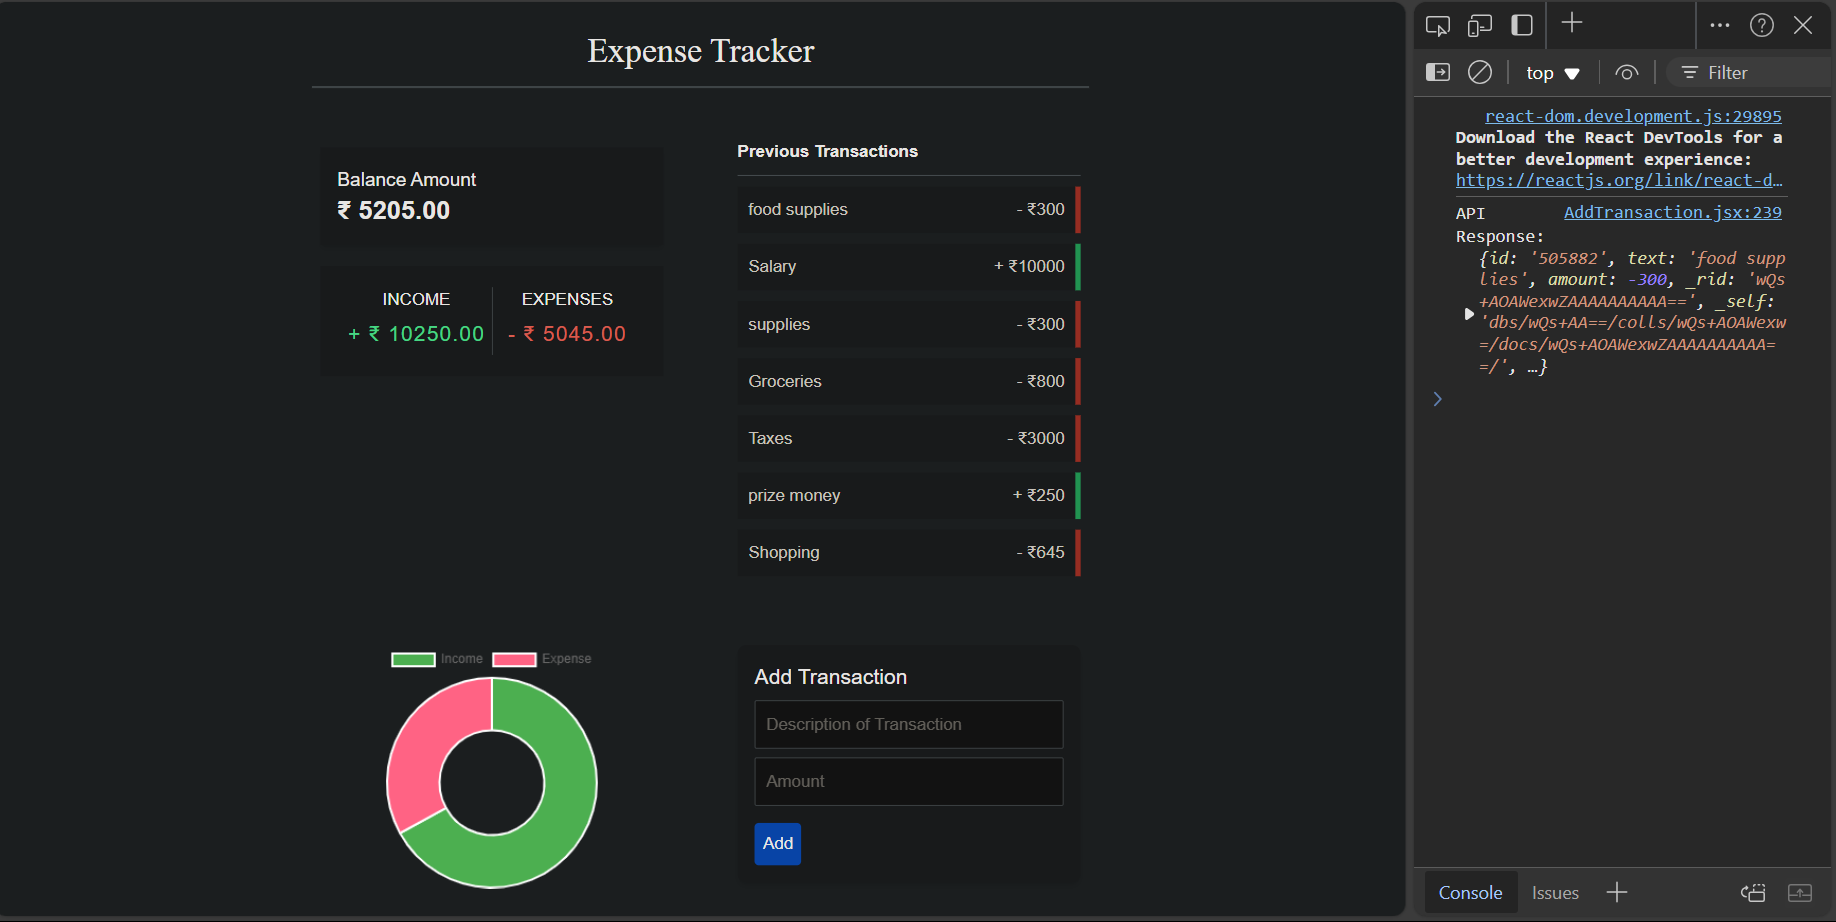 Expense Tracker
Balance Amount
₹ 5205.00
INCOME
+ ₹ 10250.00
EXPENSES
- ₹ 5045.00
Previous Transactions
food supplies - ₹300
Salary + ₹10000
supplies - ₹300
Groceries - ₹800
Taxes - ₹3000
prize money + ₹250
Shopping - ₹645
Income Expense
Add Transaction
Description of Transaction
Amount
Add
top Filter
react-dom.development.js:29895
Download the React DevTools for a
better development experience:
https://reactjs.org/link/react-d…
API AddTransaction.jsx:239
Response:
{id: '505882', text: 'food supp
lies', amount: -300, _rid: 'wQs
+AOAWexwZAAAAAAAAAA==', _self:
'dbs/wQs+AA==/colls/wQs+AOAWexw
=/docs/wQs+AOAWexwZAAAAAAAAAA=
=/', …}
Console Issues